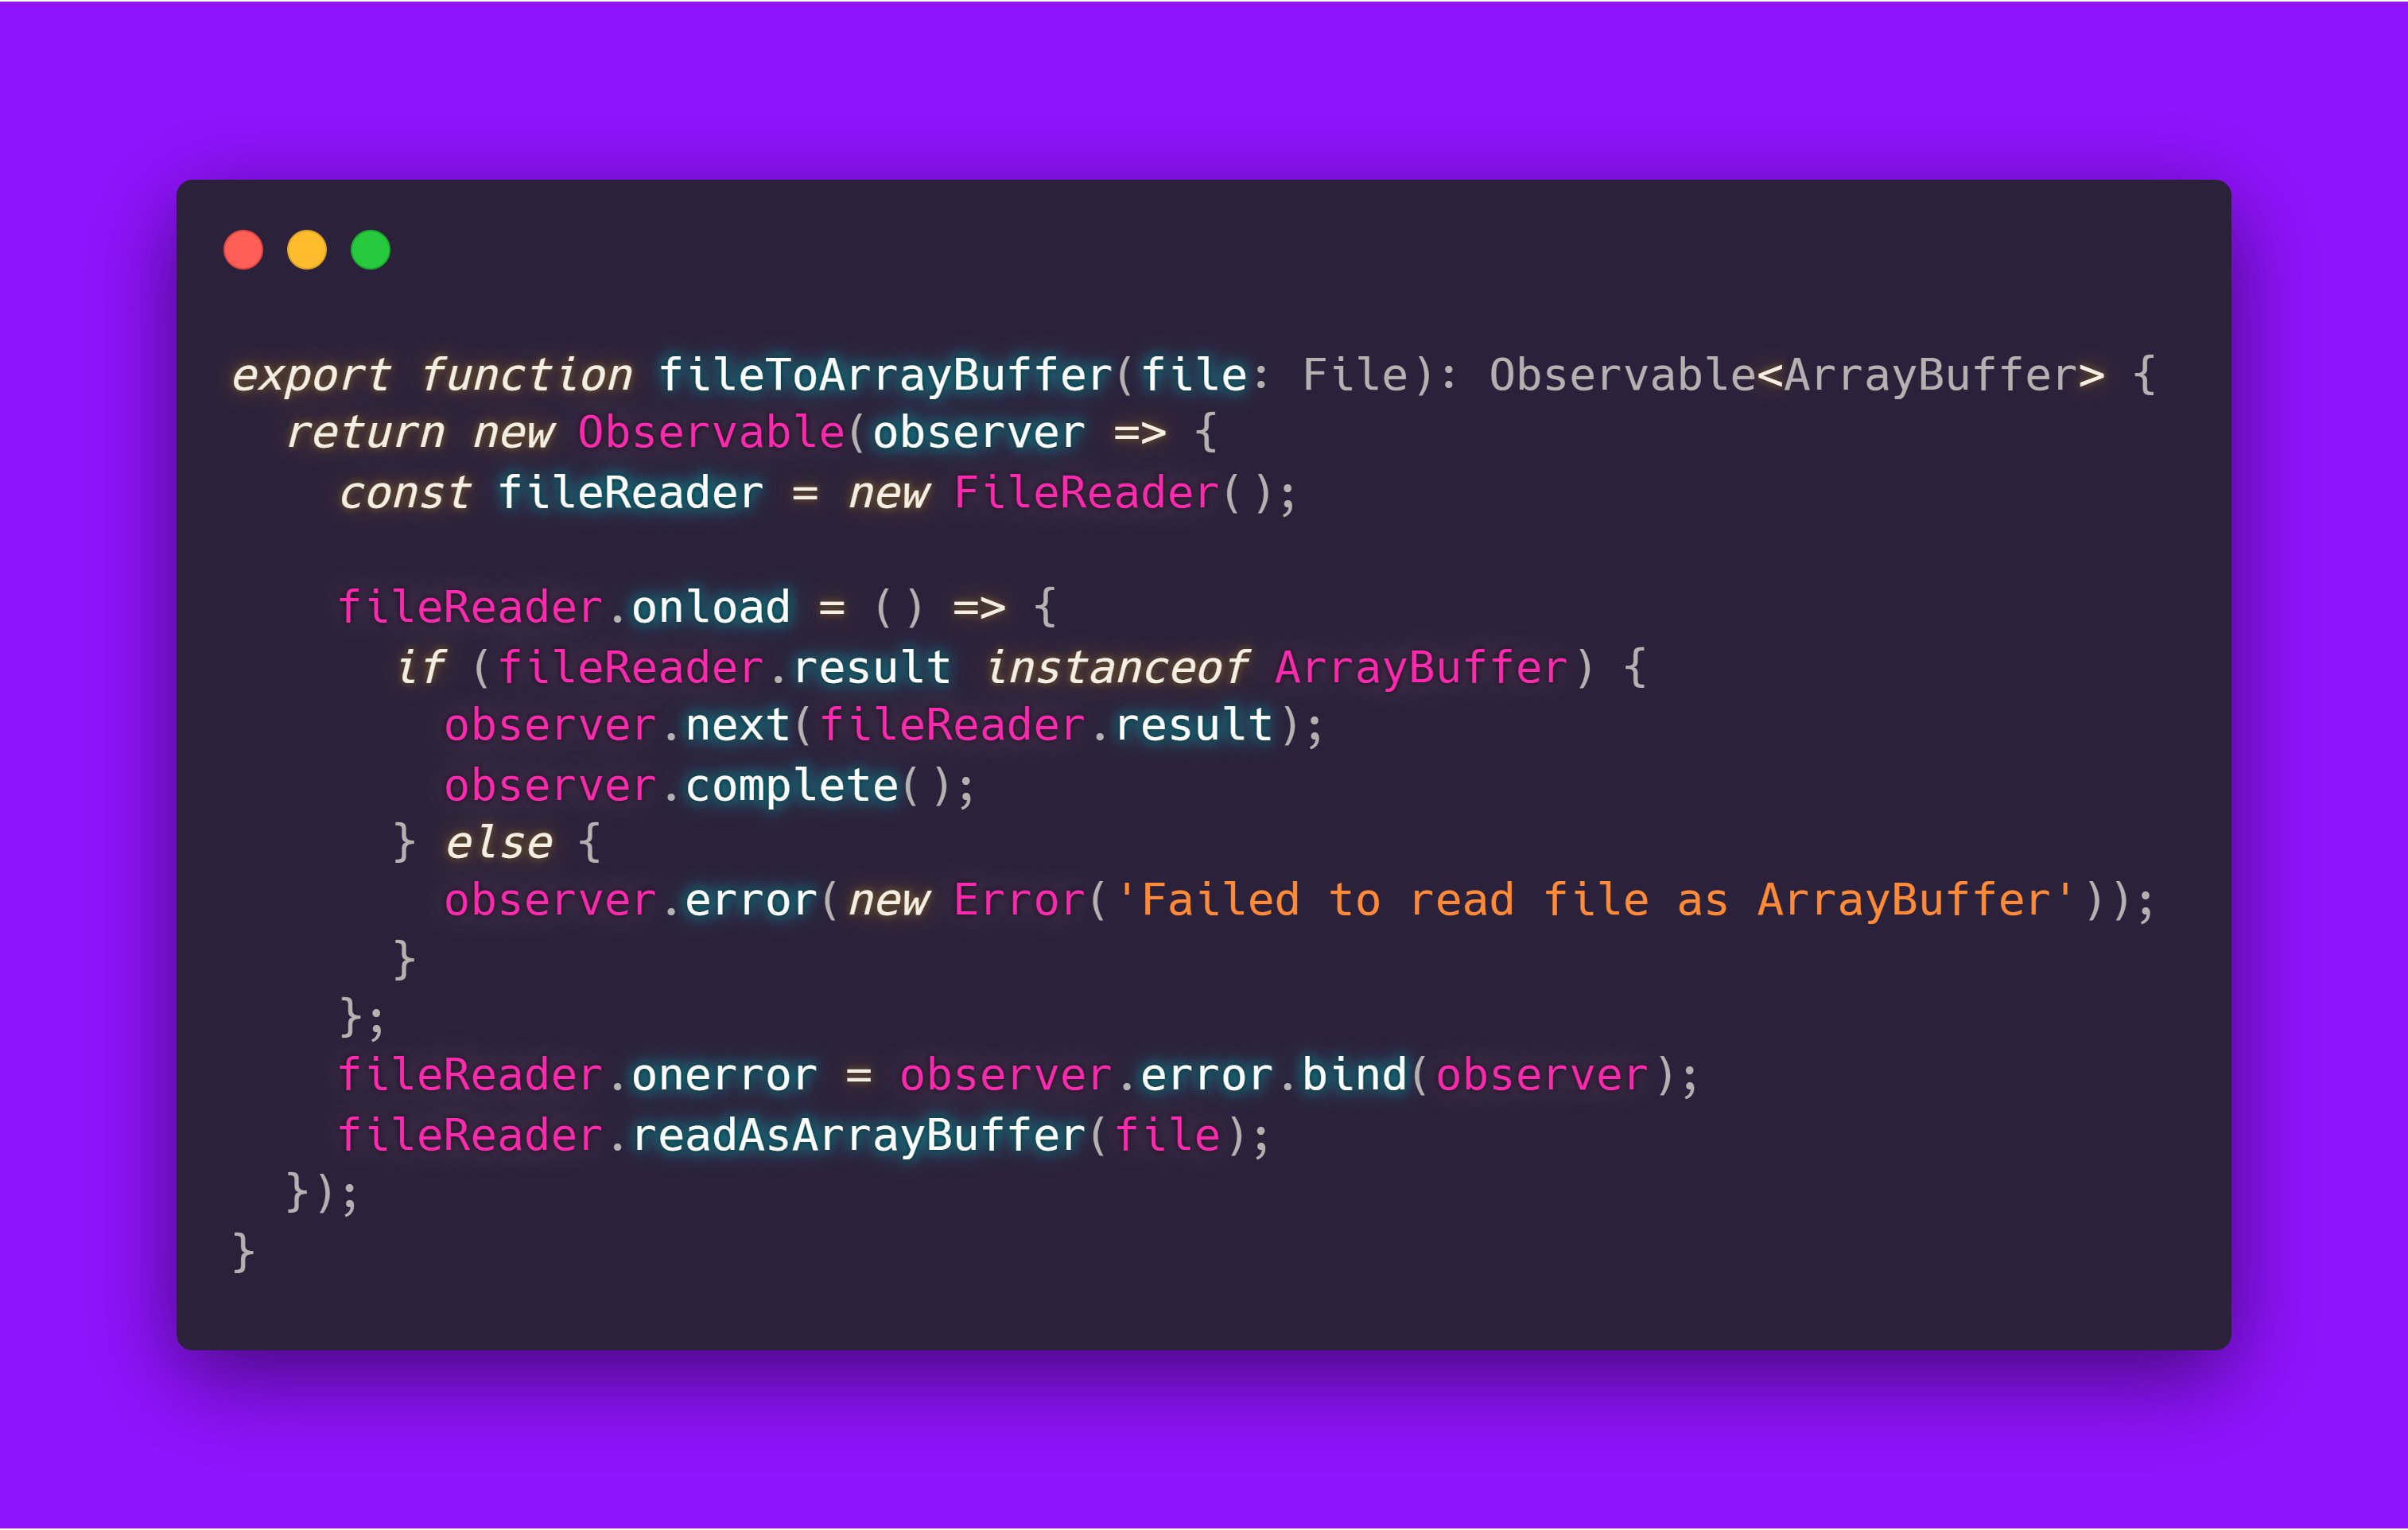 export function fileToArrayBuffer(file: File): Observable<ArrayBuffer> {
  return new Observable(observer => {
    const fileReader = new FileReader();

    fileReader.onload = () => {
      if (fileReader.result instanceof ArrayBuffer) {
        observer.next(fileReader.result);
        observer.complete();
      } else {
        observer.error(new Error('Failed to read file as ArrayBuffer'));
      }
    };
    fileReader.onerror = observer.error.bind(observer);
    fileReader.readAsArrayBuffer(file);
  });
}